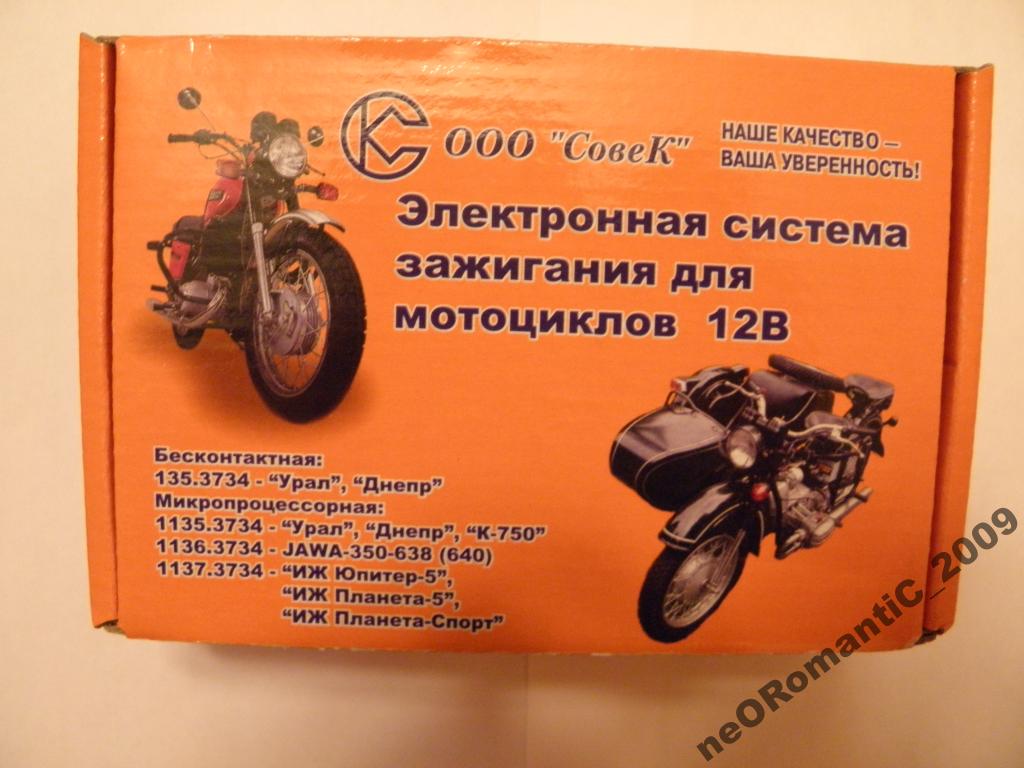 СК ООО "СовеК"
НАШЕ КАЧЕСТВО –
ВАША УВЕРЕННОСТЬ!
Электронная система
зажигания для
мотоциклов 12В
Бесконтактная:
135.3734 - “Урал”, “Днепр”
Микропроцессорная:
1135.3734 - “Урал”, “Днепр”, “К-750”
1136.3734 - JAWA-350-638 (640)
1137.3734 - “ИЖ Юпитер-5”,
“ИЖ Планета-5”,
“ИЖ Планета-Спорт”
neORomantiC_2009